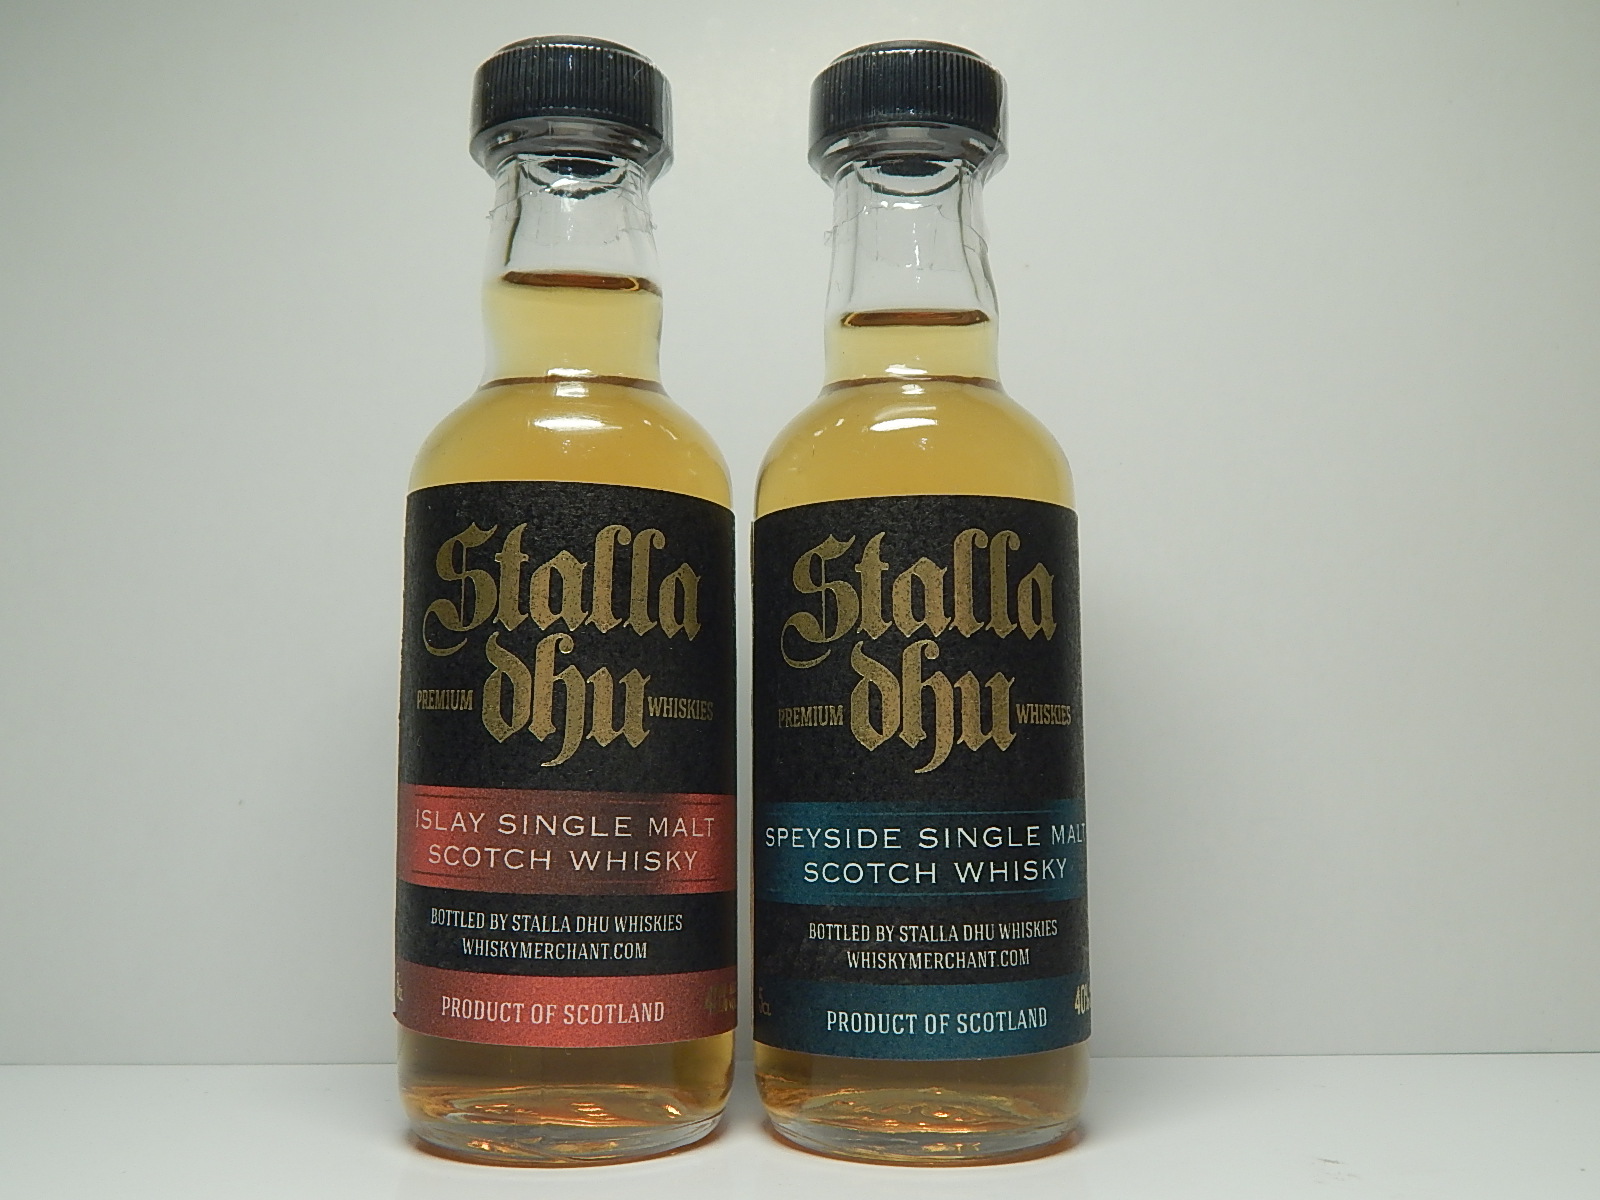 Stalla
dhu
PREMIUM WHISKIES
ISLAY SINGLE MALT
SCOTCH WHISKY
BOTTLED BY STALLA DHU WHISKIES
WHISKYMERCHANT.COM
PRODUCT OF SCOTLAND
Stalla
dhu
PREMIUM WHISKIES
SPEYSIDE SINGLE MALT
SCOTCH WHISKY
BOTTLED BY STALLA DHU WHISKIES
WHISKYMERCHANT.COM
5cl 40%
PRODUCT OF SCOTLAND